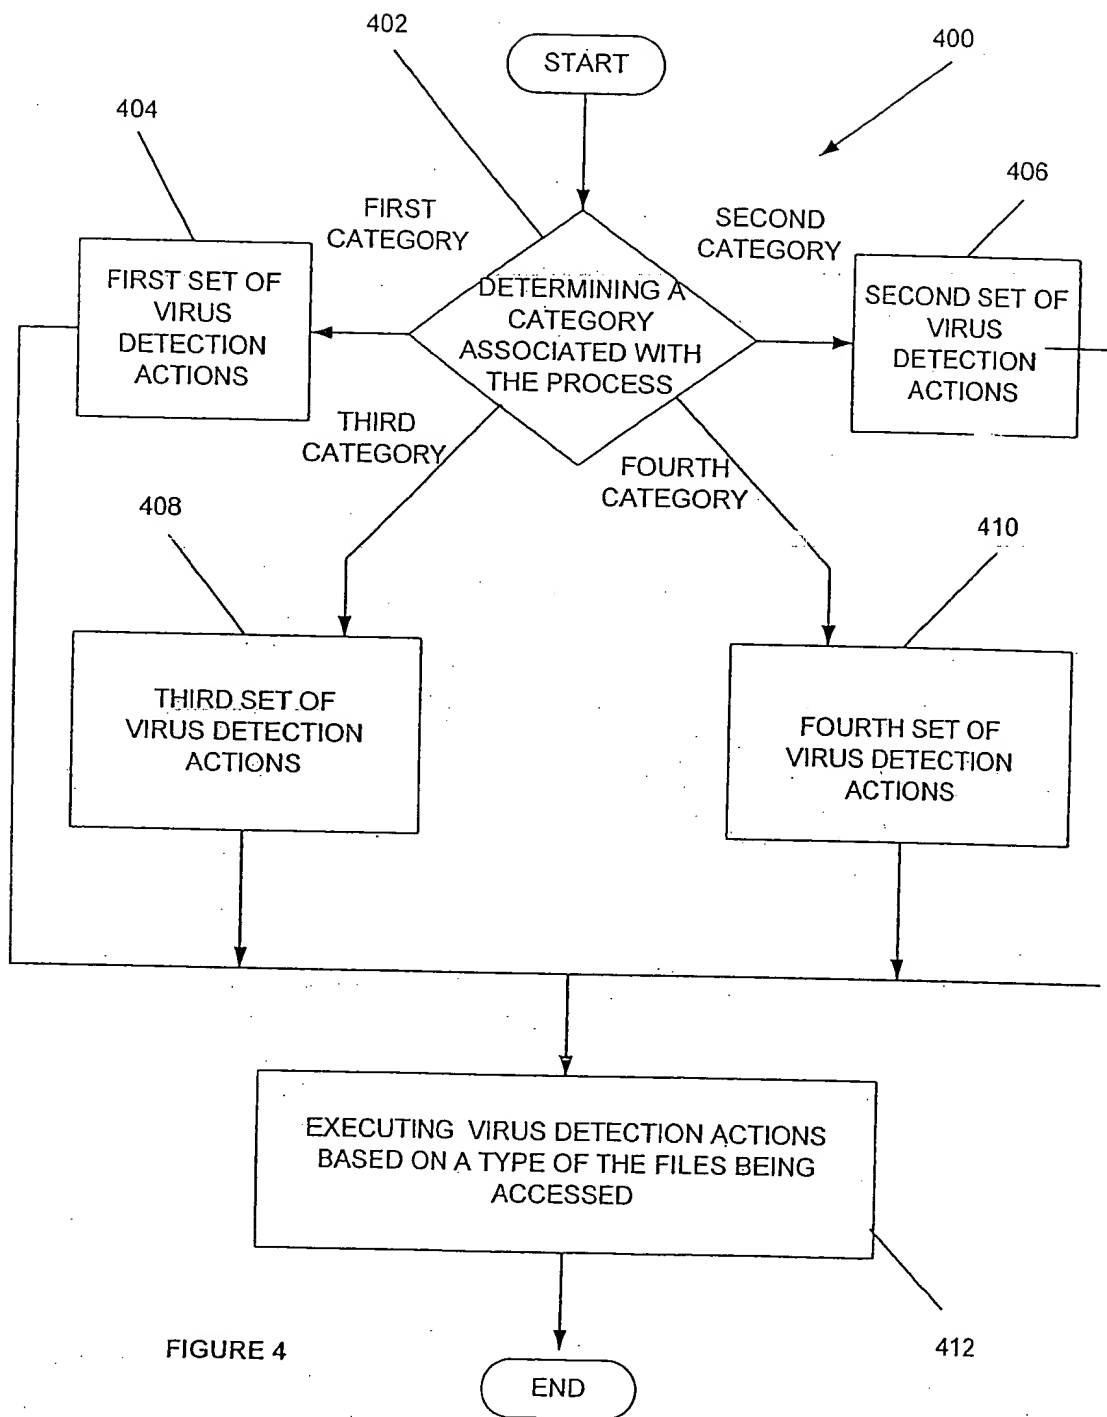 402
START
400
404
406
FIRST
CATEGORY
SECOND
CATEGORY
FIRST SET OF
VIRUS
DETECTION
ACTIONS
DETERMINING A
CATEGORY
ASSOCIATED WITH
THE PROCESS
SECOND SET OF
VIRUS
DETECTION
ACTIONS
THIRD
CATEGORY
FOURTH
CATEGORY
408
410
THIRD SET OF
VIRUS DETECTION
ACTIONS
FOURTH SET OF
VIRUS DETECTION
ACTIONS
EXECUTING VIRUS DETECTION ACTIONS
BASED ON A TYPE OF THE FILES BEING
ACCESSED
412
FIGURE 4
END